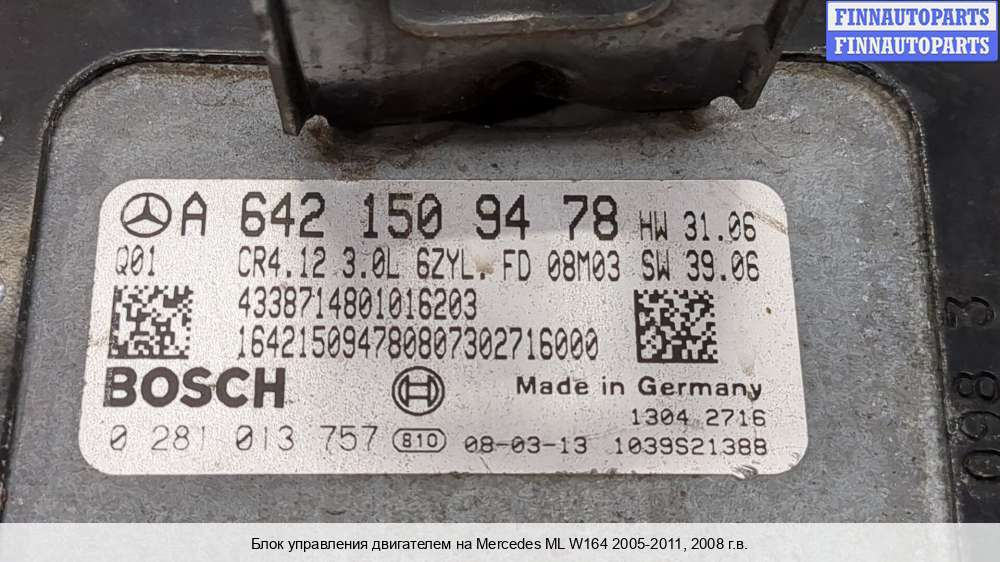 FINNAUTOPARTS
FINNAUTOPARTS
A 642 150 94 78 HW 31.06
Q01 CR4.12 3.0L 6ZYL. FD 08M03 SW 39.06
4338714801016203
164215094780807302716000
BOSCH Made in Germany
1304 2716
0 281 013 757 810 08-03-13 1039S21388
Блок управления двигателем на Mercedes ML W164 2005-2011, 2008 г.в.